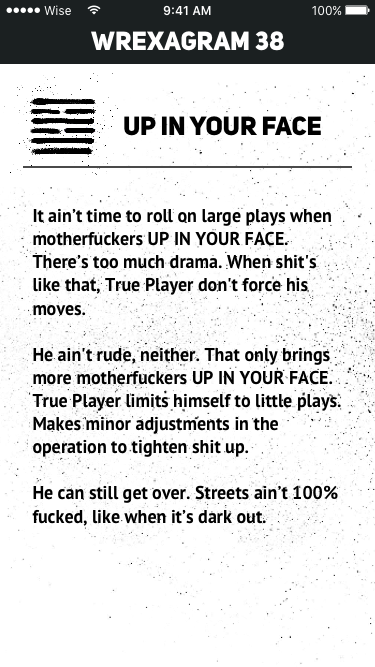 ●●●●● Wise 9:41 AM 100%
WREXAGRAM 38
UP IN YOUR FACE
It ain't time to roll on large plays when
motherfuckers UP IN YOUR FACE.
There's too much drama. When shit's
like that, True Player don't force his
moves.
He ain't rude, neither. That only brings
more motherfuckers UP IN YOUR FACE.
True Player limits himself to little plays.
Makes minor adjustments in the
operation to tighten shit up.
He can still get over. Streets ain't 100%
fucked, like when it's dark out.